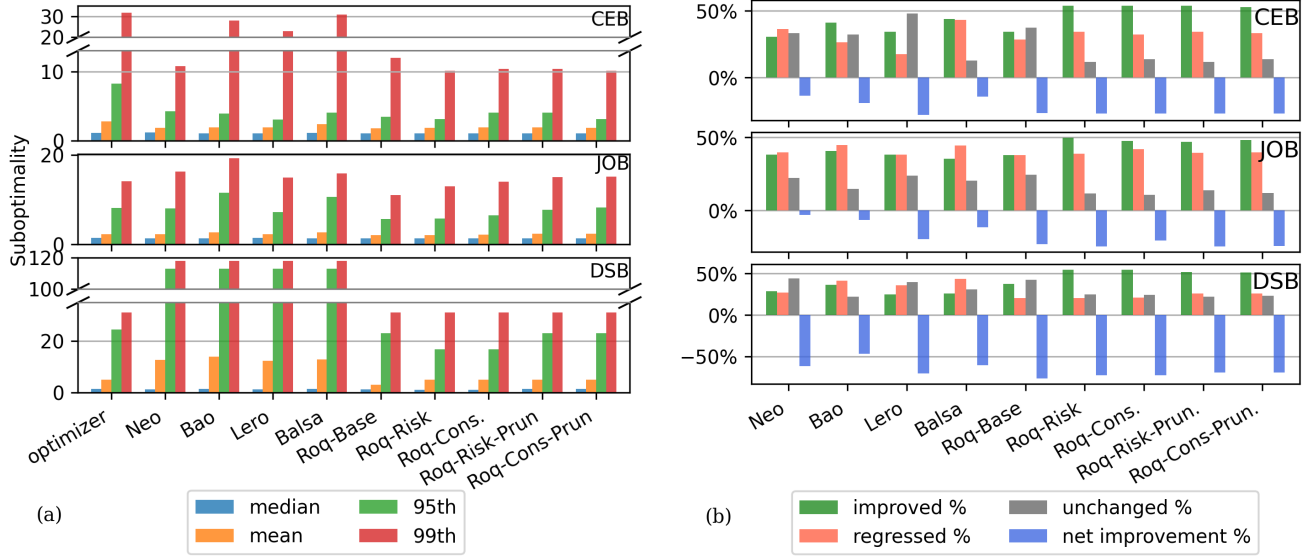 30
20
10
0
CEB
20
0
JOB
120
100
20
0
DSB
Suboptimality
optimizer
Neo
Bao
Lero
Balsa
Roq-Base
Roq-Risk
Roq-Cons.
Roq-Risk-Prun
Roq-Cons-Prun
median
mean
95th
99th
(a)
50%
0%
CEB
50%
0%
JOB
50%
0%
−50%
DSB
Neo
Bao
Lero
Balsa
Roq-Base
Roq-Risk
Roq-Cons.
Roq-Risk-Prun.
Roq-Cons-Prun.
improved %
regressed %
unchanged %
net improvement %
(b)